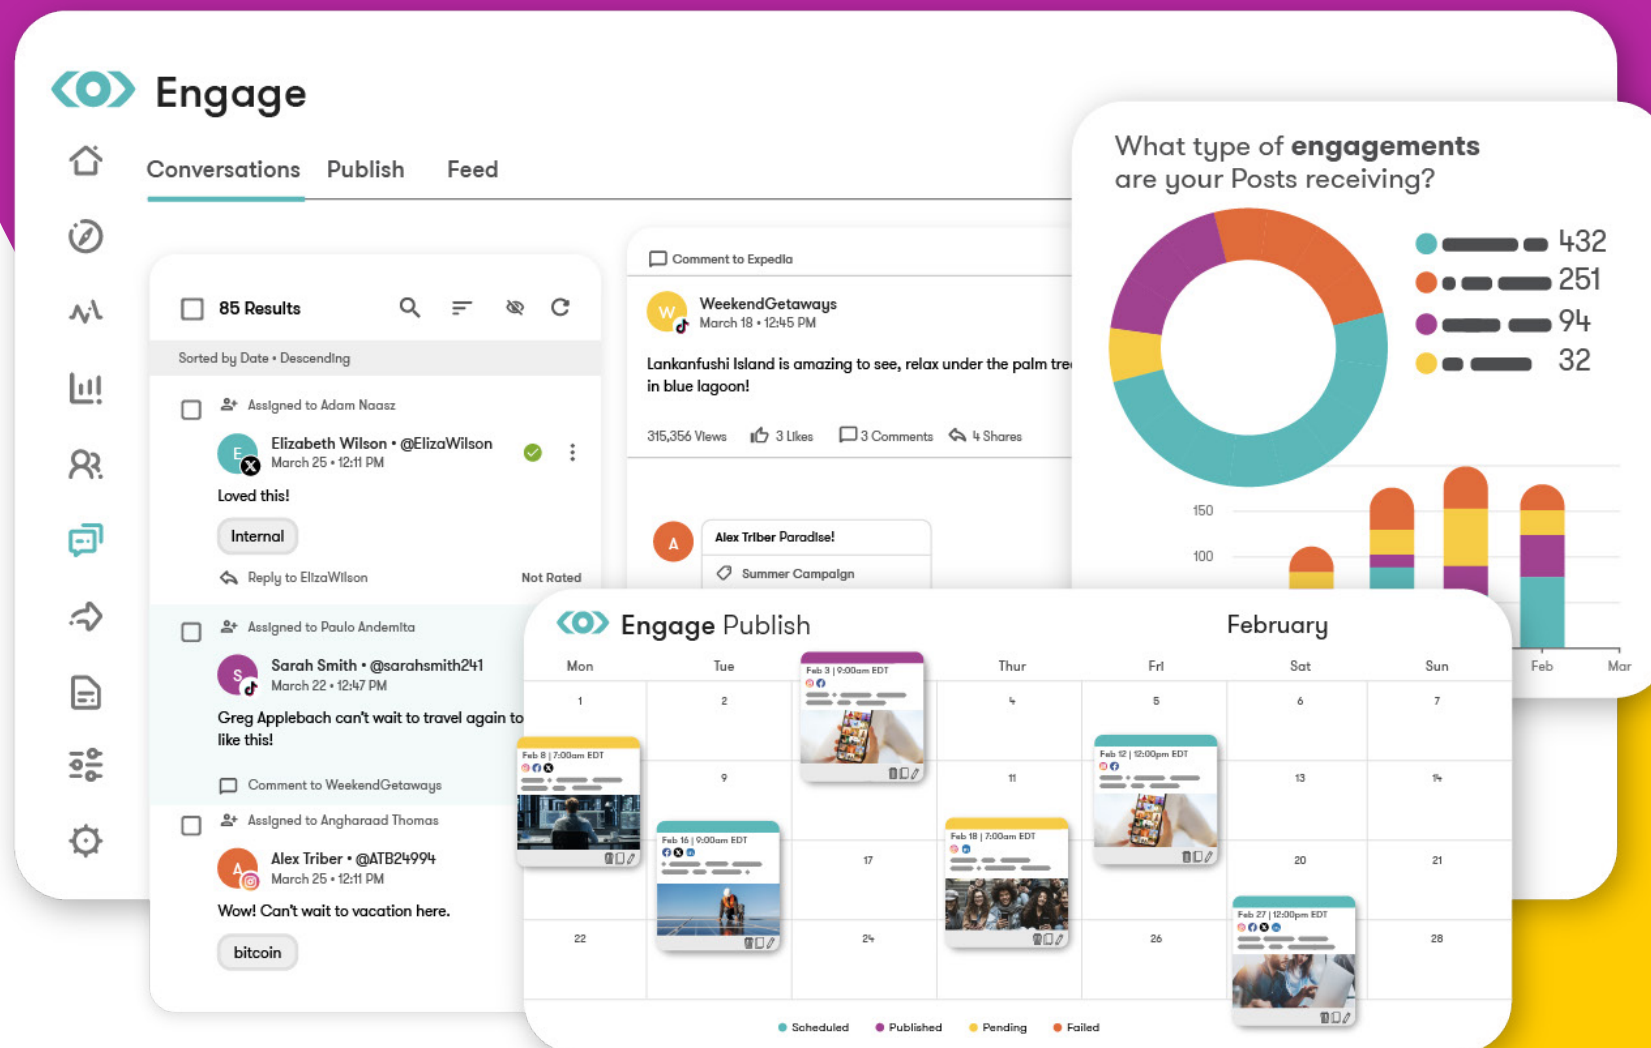 Engage
Conversations Publish Feed
85 Results
Sorted by Date • Descending
Assigned to Adam Naasz
Elizabeth Wilson • @ElizaWilson
March 25 • 12:11 PM
Loved this!
Internal
Reply to ElizaWilson Not Rated
Assigned to Paulo Andemita
Sarah Smith • @sarahsmith241
March 22 • 12:47 PM
Greg Applebach can't wait to travel again to
like this!
Comment to WeekendGetaways
Assigned to Angharaad Thomas
Alex Triber • @ATB24994
March 25 • 12:11 PM
Wow! Can't wait to vacation here.
bitcoin
Comment to Expedia
WeekendGetaways
March 18 • 12:45 PM
Lankanfushi Island is amazing to see, relax under the palm tre
in blue lagoon!
315,356 Views 3 Likes 3 Comments 4 Shares
Alex Triber Paradise!
Summer Campaign
E
S
A
W
A
What type of engagements
are your Posts receiving?
432
251
94
32
150
100
Feb Mar
Engage Publish February
Mon Tue Thur Fri Sat Sun
1 2 4 5 6 7
9 11 13 14
17 20 21
22 24 26 28
Feb 3 | 9:00am EDT
Feb 8 | 7:00am EDT
Feb 12 | 12:00pm EDT
Feb 16 | 9:00am EDT
Feb 18 | 7:00am EDT
Feb 27 | 12:00pm EDT
Scheduled Published Pending Failed